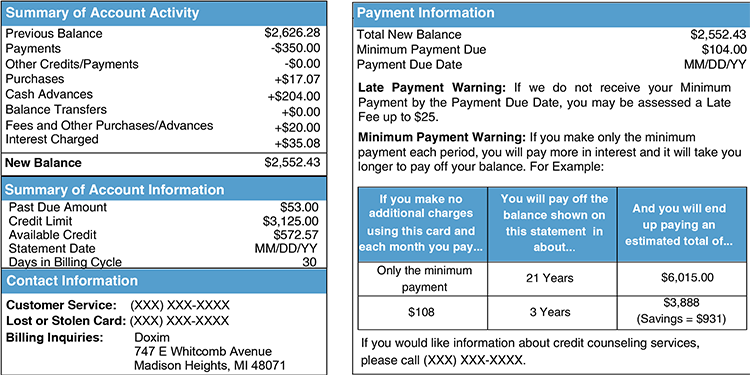 Summary of Account Activity
Previous Balance $2,626.28
Payments -$350.00
Other Credits/Payments -$0.00
Purchases +$17.07
Cash Advances +$204.00
Balance Transfers +$0.00
Fees and Other Purchases/Advances +$20.00
Interest Charged +$35.08
New Balance $2,552.43
Summary of Account Information
Past Due Amount $53.00
Credit Limit $3,125.00
Available Credit $572.57
Statement Date MM/DD/YY
Days in Billing Cycle 30
Contact Information
Customer Service: (XXX) XXX-XXXX
Lost or Stolen Card: (XXX) XXX-XXXX
Billing Inquiries: Doxim
747 E Whitcomb Avenue
Madison Heights, MI 48071
Payment Information
Total New Balance $2,552.43
Minimum Payment Due $104.00
Payment Due Date MM/DD/YY
Late Payment Warning: If we do not receive your Minimum
Payment by the Payment Due Date, you may be assessed a Late
Fee up to $25.
Minimum Payment Warning: If you make only the minimum
payment each period, you will pay more in interest and it will take you
longer to pay off your balance. For Example:
If you make no
additional charges
using this card and
each month you pay...
You will pay off the
balance shown on
this statement in
about...
And you will end
up paying an
estimated total of...
Only the minimum
payment
21 Years
$6,015.00
$108
3 Years
$3,888
(Savings = $931)
If you would like information about credit counseling services,
please call (XXX) XXX-XXXX.